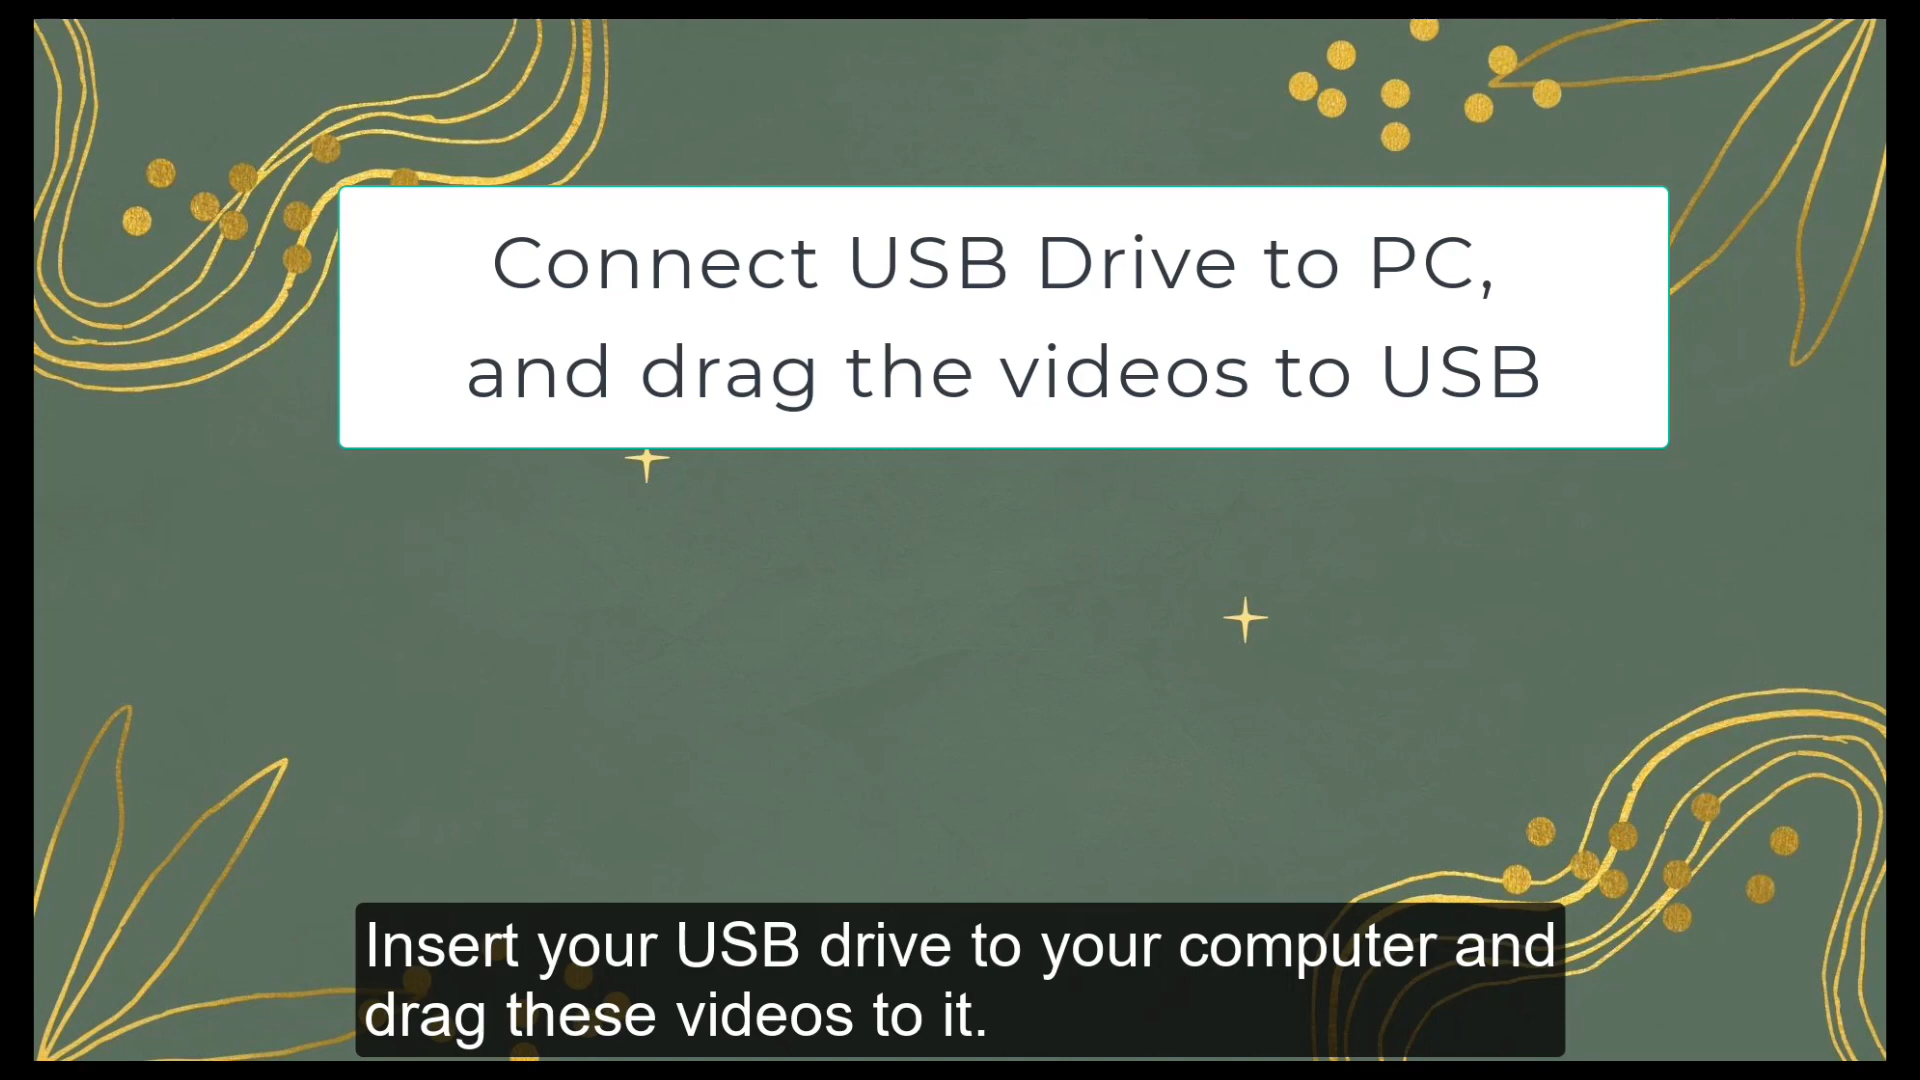 Connect USB Drive to PC,
and drag the videos to USB
Insert your USB drive to your computer and
drag these videos to it.